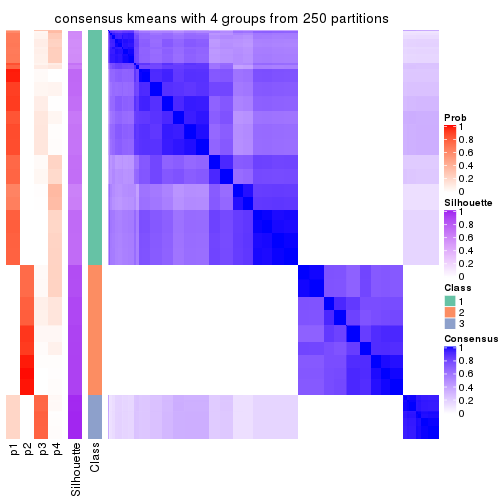 consensus kmeans with 4 groups from 250 partitions
Prob
1
0.8
0.6
0.4
0.2
0
Silhouette
1
0.8
0.6
0.4
0.2
0
Class
1
2
3
Consensus
1
0.8
0.6
0.4
0.2
0
p1
p2
p3
p4
Silhouette
Class